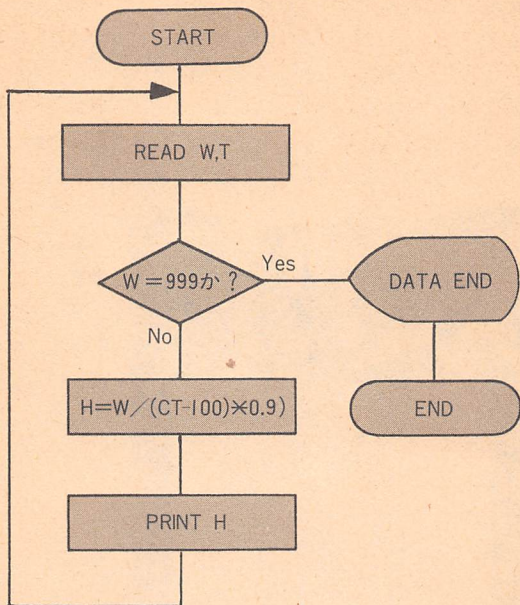 START
READ W,T
W=999か?
Yes
DATA END
No
H=W/(CT-100)*0.9)
END
PRINT H